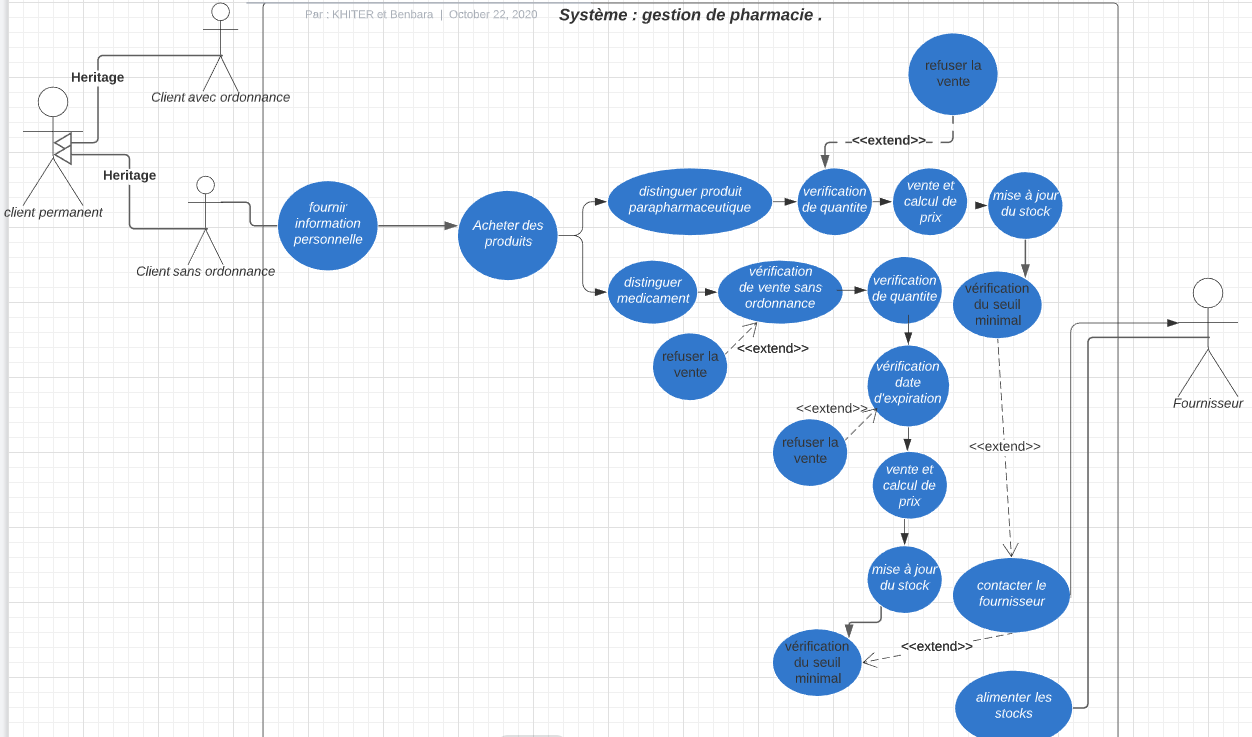 Par : KHITER et Benbara | October 22, 2020
Système : gestion de pharmacie .
refuser la
vente
Heritage
Client avec ordonnance
<<extend>>
Heritage
client permanent
distinguer produit
parapharmaceutique
verification
de quantite
vente et
calcul de
prix
mise à jour
du stock
fournir
information
personnelle
Acheter des
produits
Client sans ordonnance
distinguer
medicament
vérification
de vente sans
ordonnance
verification
de quantite
vérification
du seuil
minimal
refuser la
vente
<<extend>>
vérification
date
d'expiration
Fournisseur
<<extend>>
refuser la
vente
<<extend>>
vente et
calcul de
prix
mise à jour
du stock
contacter le
fournisseur
vérification
du seuil
minimal
<<extend>>
alimenter les
stocks